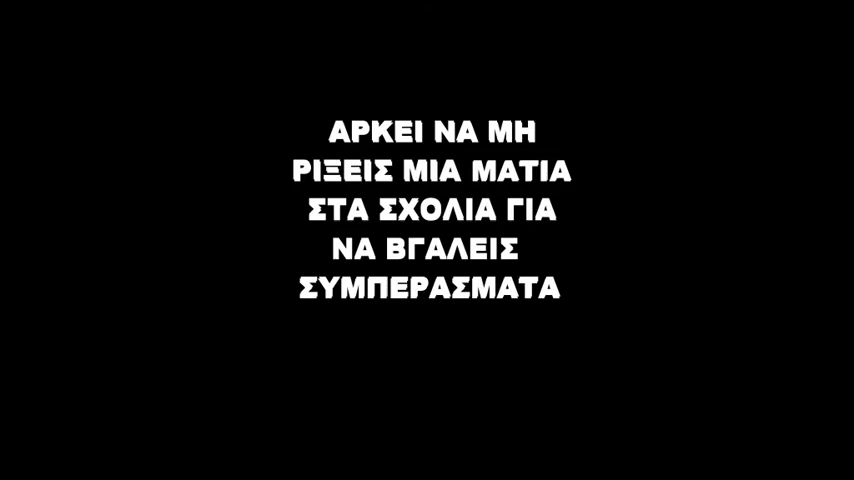 ΑΡΚΕΙ ΝΑ ΜΗ
ΡΙΞΕΙΣ ΜΙΑ ΜΑΤΙΑ
ΣΤΑ ΣΧΟΛΙΑ ΓΙΑ
ΝΑ ΒΓΑΛΕΙΣ
ΣΥΜΠΕΡΑΣΜΑΤΑ